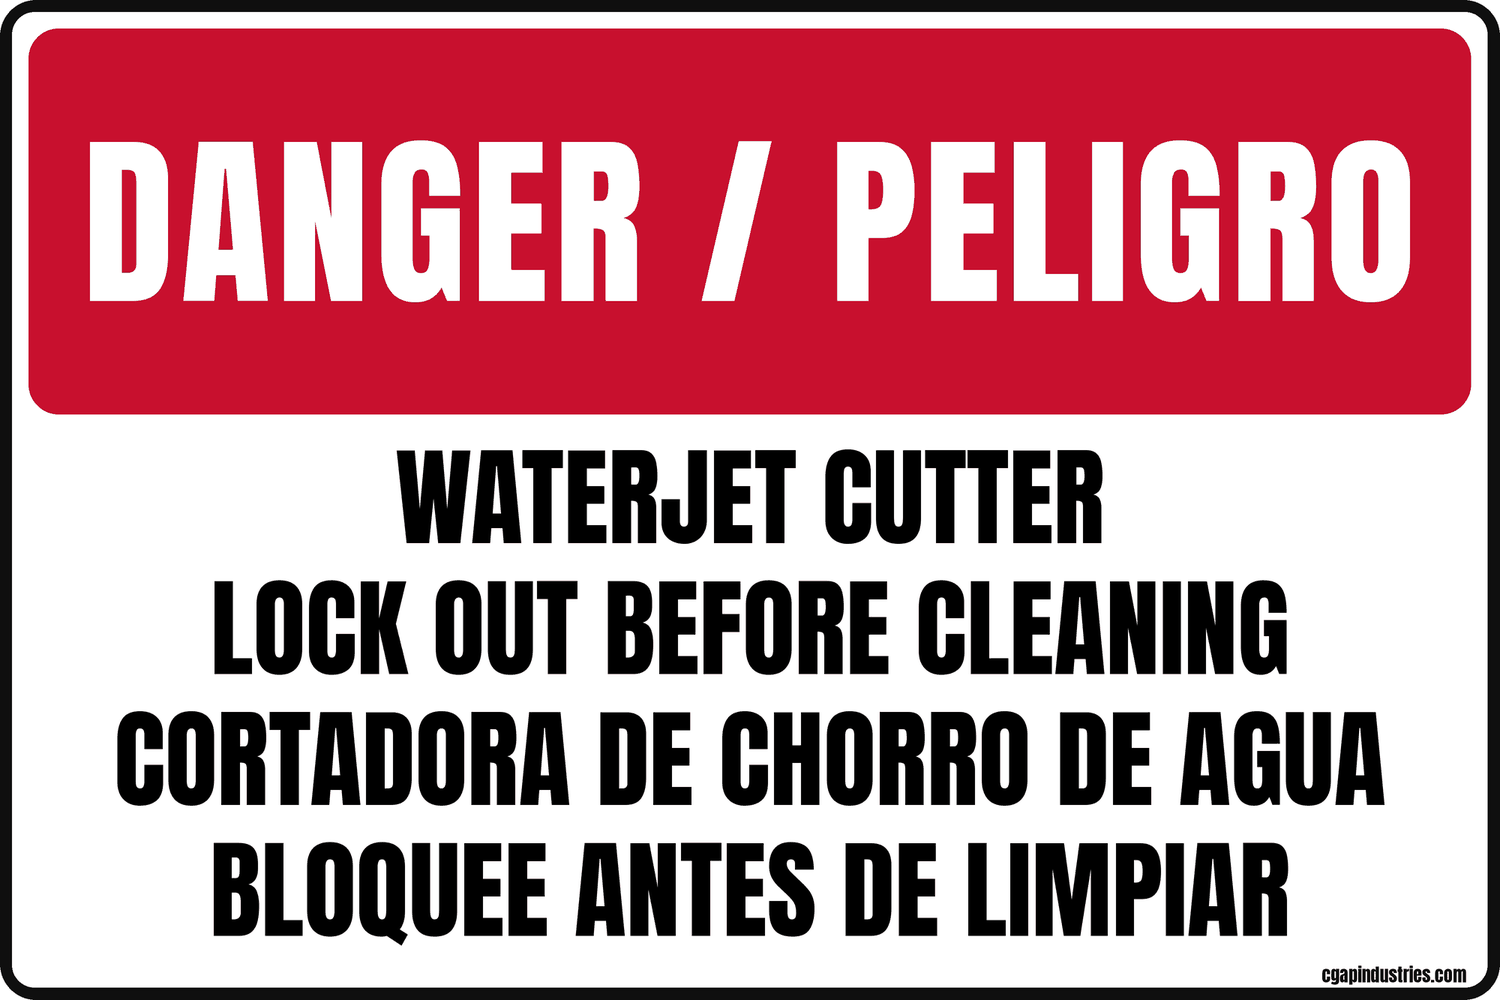 DANGER / PELIGRO
WATERJET CUTTER
LOCK OUT BEFORE CLEANING
CORTADORA DE CHORRO DE AGUA
BLOQUEE ANTES DE LIMPIAR
cgapindustries.com